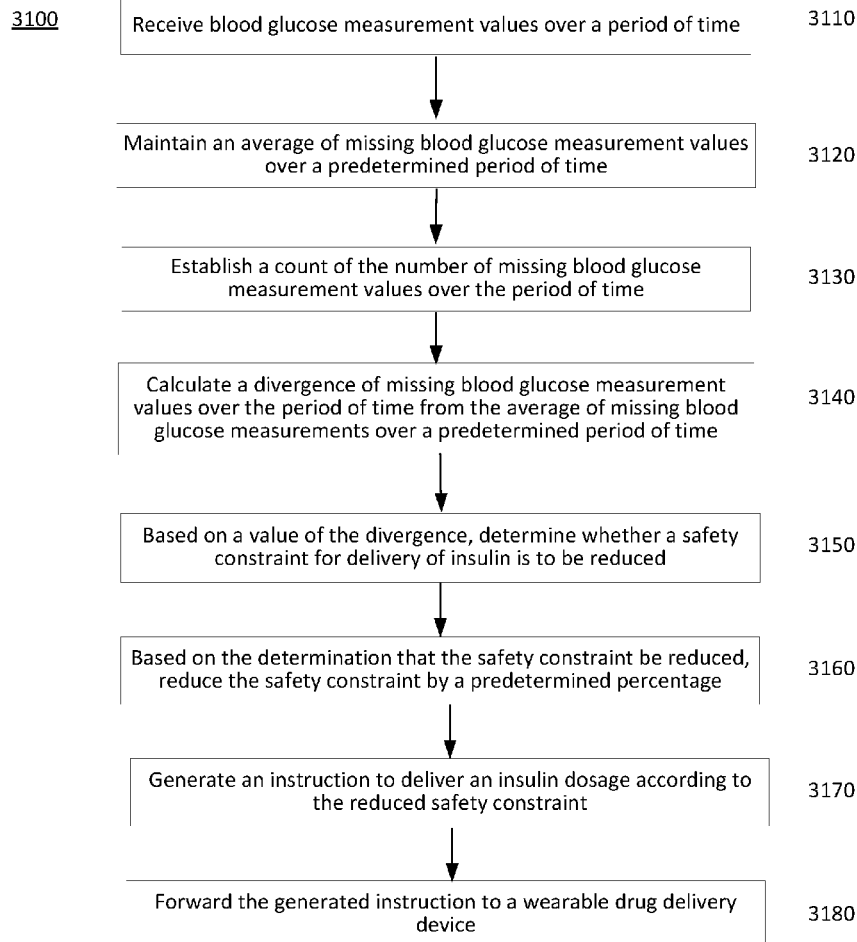 3100
Receive blood glucose measurement values over a period of time
3110
Maintain an average of missing blood glucose measurement values
over a predetermined period of time
3120
Establish a count of the number of missing blood glucose
measurement values over the period of time
3130
Calculate a divergence of missing blood glucose measurement
values over the period of time from the average of missing blood
glucose measurements over a predetermined period of time
3140
Based on a value of the divergence, determine whether a safety
constraint for delivery of insulin is to be reduced
3150
Based on the determination that the safety constraint be reduced,
reduce the safety constraint by a predetermined percentage
3160
Generate an instruction to deliver an insulin dosage according to
the reduced safety constraint
3170
Forward the generated instruction to a wearable drug delivery
device
3180